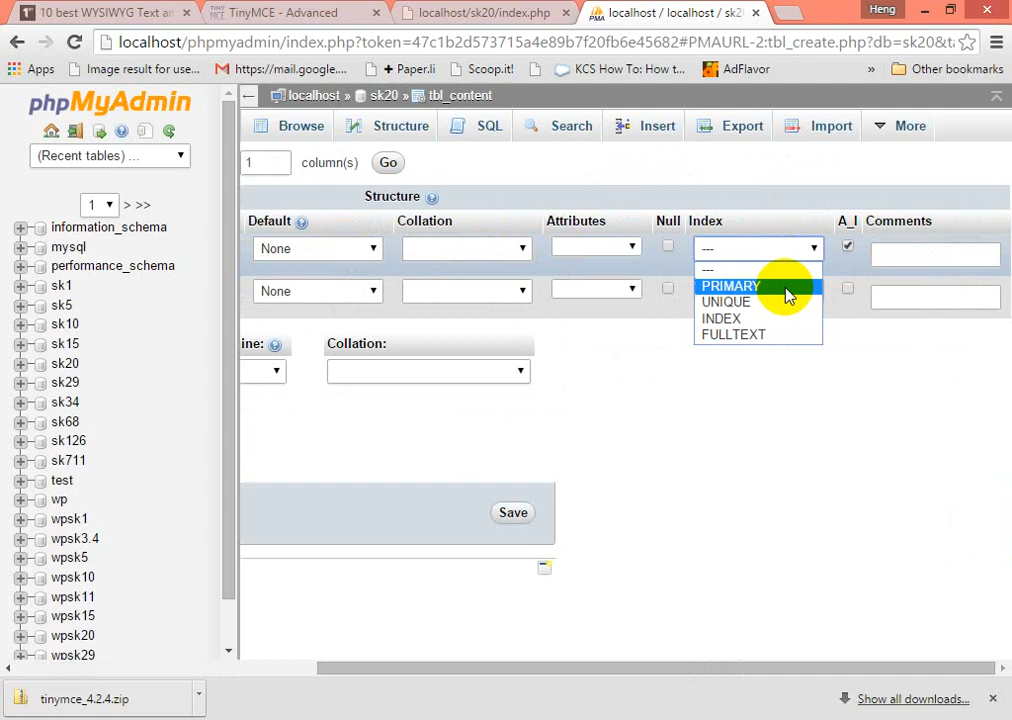 10 best WYSIWYG Text an
TinyMCE - Advanced
localhost/sk20/index.php
localhost / localhost / sk2
Heng
localhost/phpmyadmin/index.php?token=47c1b2d573715a4e89b7f20fb6e45682#PMAURL-2:tbl_create.php?db=sk20&ta
Apps
Image result for use...
https://mail.google....
+ Paper.li
Scoop.it!
KCS How To: How t...
AdFlavor
»
Other bookmarks
phpMyAdmin
(Recent tables) ...
1 > >>
information_schema
mysql
performance_schema
sk1
sk5
sk10
sk15
sk20
sk29
sk34
sk68
sk126
sk711
test
wp
wpsk1
wpsk3.4
wpsk5
wpsk10
wpsk11
wpsk15
wpsk20
wpsk29
localhost » sk20 » tbl_content
Browse
Structure
SQL
Search
Insert
Export
Import
More
1 column(s) Go
Structure
Default Collation Attributes Null Index A_I Comments
None
---
---
PRIMARY
UNIQUE
INDEX
FULLTEXT
None
ine: Collation:
Save
tinymce_4.2.4.zip
Show all downloads...